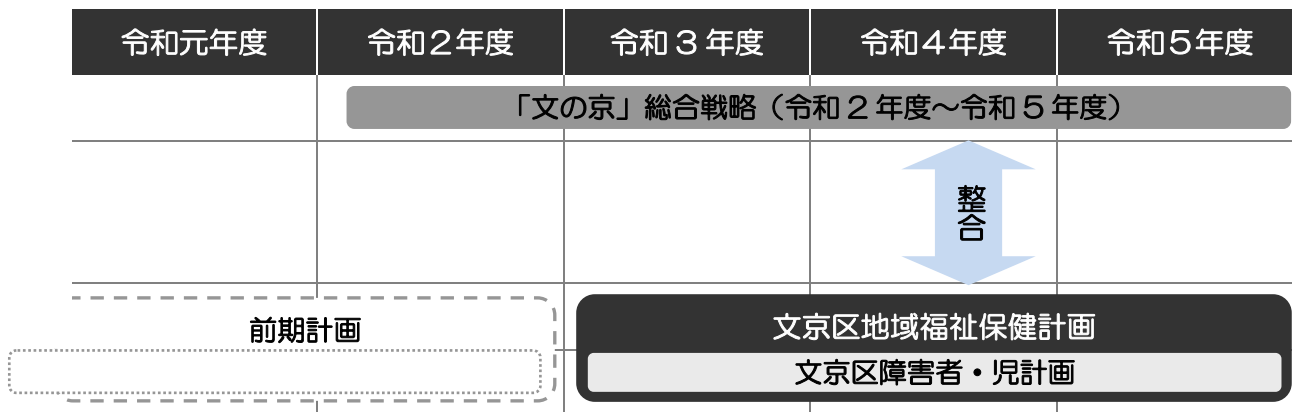 令和元年度
令和２年度
令和３年度
令和４年度
令和５年度
「文の京」総合戦略（令和２年度～令和５年度）
整合
前期計画
文京区地域福祉保健計画
文京区障害者・児計画